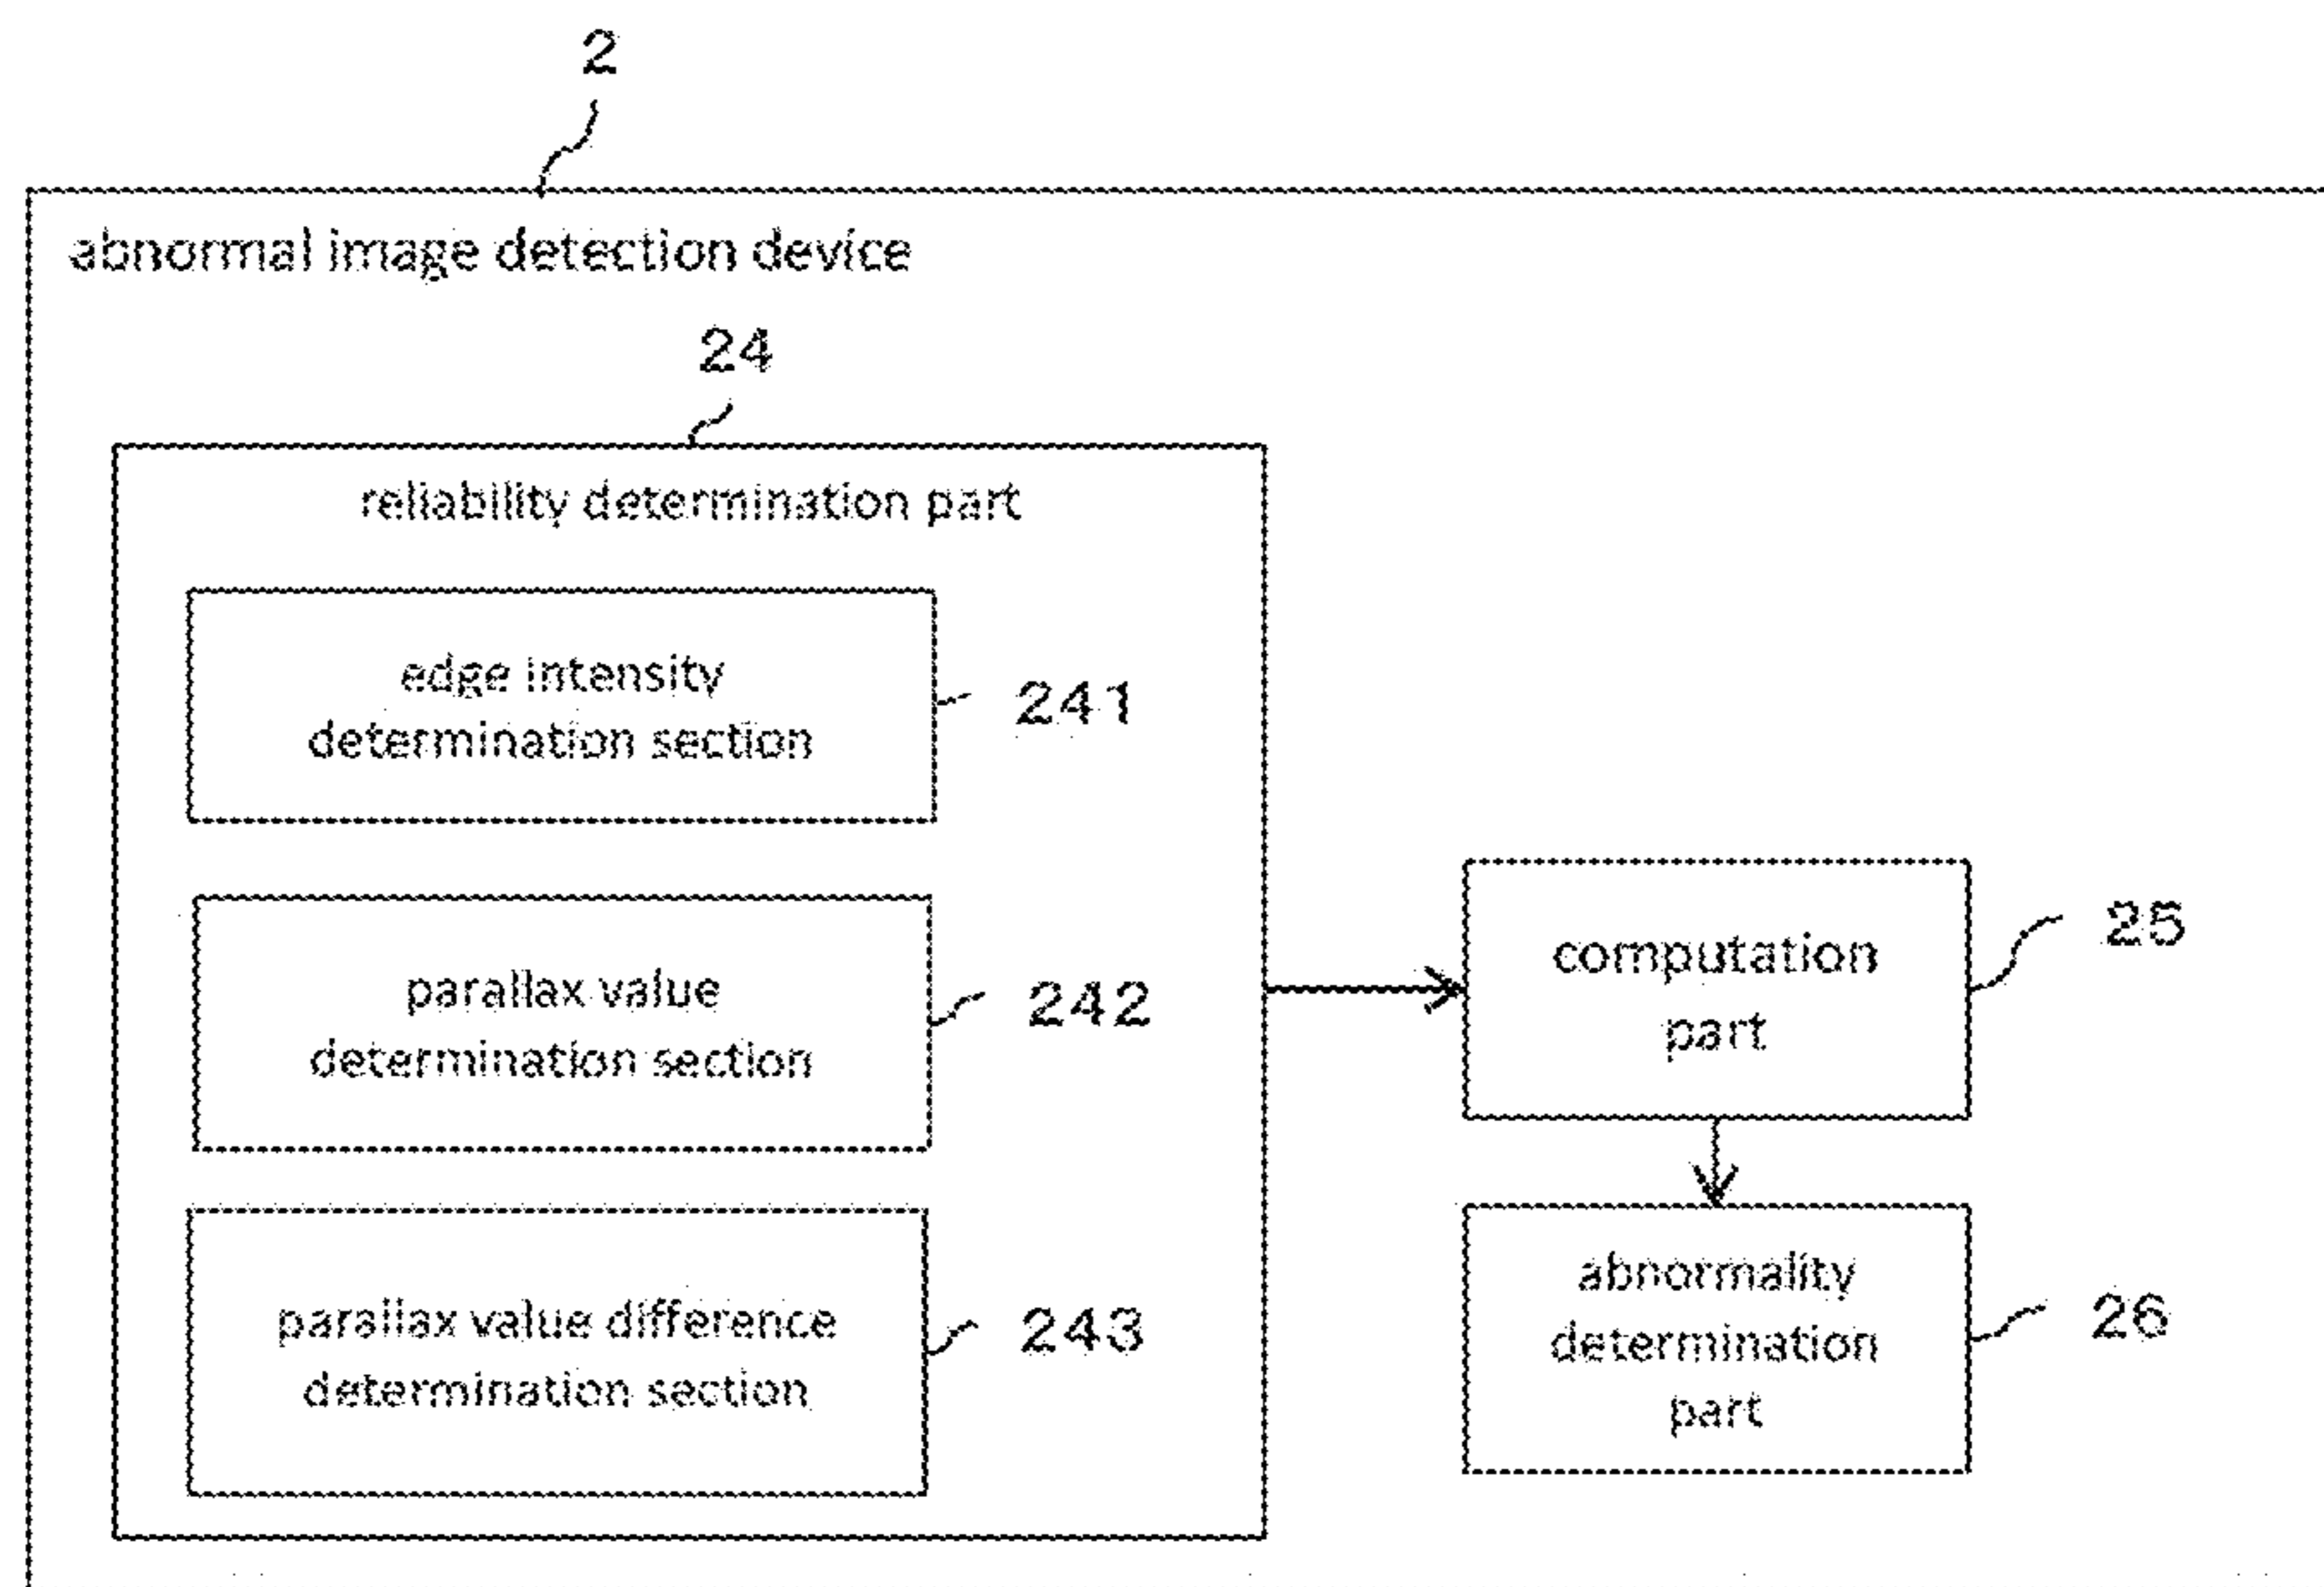 2
abnormal image detection device
24
reliability determination part
edge intensity
determination section
241
parallax value
determination section
242
parallax value difference
determination section
243
computation
part
25
abnormality
determination
part
26